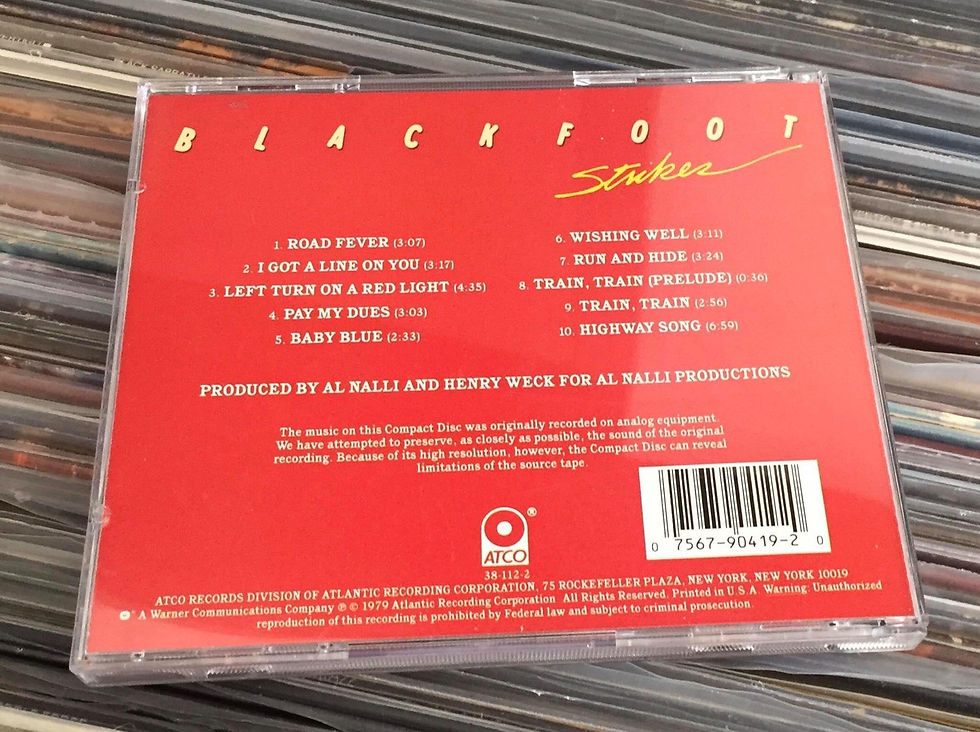 BLACK SABBATH
BLACKFOOT
Strikes
1. ROAD FEVER (3:07)
2. I GOT A LINE ON YOU (3:17)
3. LEFT TURN ON A RED LIGHT (4:35)
4. PAY MY DUES (3:03)
5. BABY BLUE (2:33)
6. WISHING WELL (3:11)
7. RUN AND HIDE (3:24)
8. TRAIN, TRAIN (PRELUDE) (0:36)
9. TRAIN, TRAIN (2:56)
10. HIGHWAY SONG (6:59)
PRODUCED BY AL NALLI AND HENRY WECK FOR AL NALLI PRODUCTIONS
The music on this Compact Disc was originally recorded on analog equipment.
We have attempted to preserve, as closely as possible, the sound of the original
recording. Because of its high resolution, however, the Compact Disc can reveal
limitations of the source tape.
0 7567-90419-2 0
ATCO ®
38-112-2
ATCO RECORDS DIVISION OF ATLANTIC RECORDING CORPORATION, 75 ROCKEFELLER PLAZA, NEW YORK, NEW YORK 10019
A Warner Communications Company ℗ © 1979 Atlantic Recording Corporation All Rights Reserved. Printed in U.S.A. Warning: Unauthorized
reproduction of this recording is prohibited by Federal law and subject to criminal prosecution.